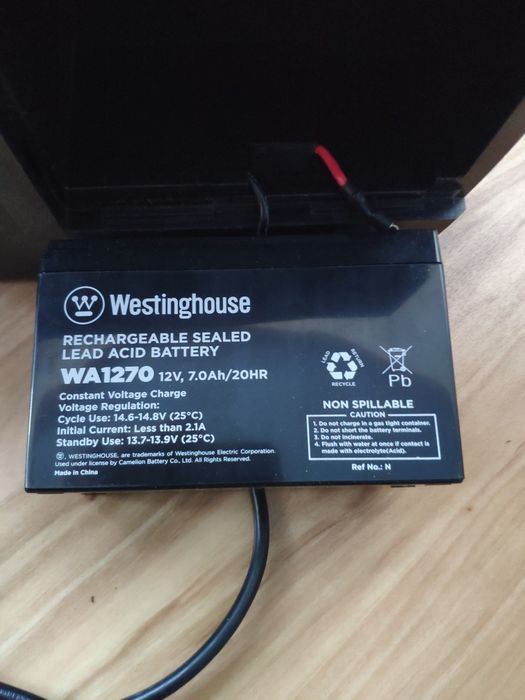 Westinghouse
RECHARGEABLE SEALED
LEAD ACID BATTERY
WA1270 12V, 7.0Ah/20HR
Constant Voltage Charge
Voltage Regulation:
Cycle Use: 14.6-14.8V (25°C)
Initial Current: Less than 2.1A
Standby Use: 13.7-13.9V (25°C)
W, WESTINGHOUSE, are trademarks of Westinghouse Electric Corporation.
Used under license by Camelion Battery Co., Ltd. All Rights Reserved.
Made in China
LEAD RETURN
RECYCLE
Pb
NON SPILLABLE
CAUTION
1. Do not charge in a gas tight container.
2. Do not short the battery terminals.
3. Do not incinerate.
4. Flush with water at once if contact is
made with electrolyte(Acid).
Ref No.: N